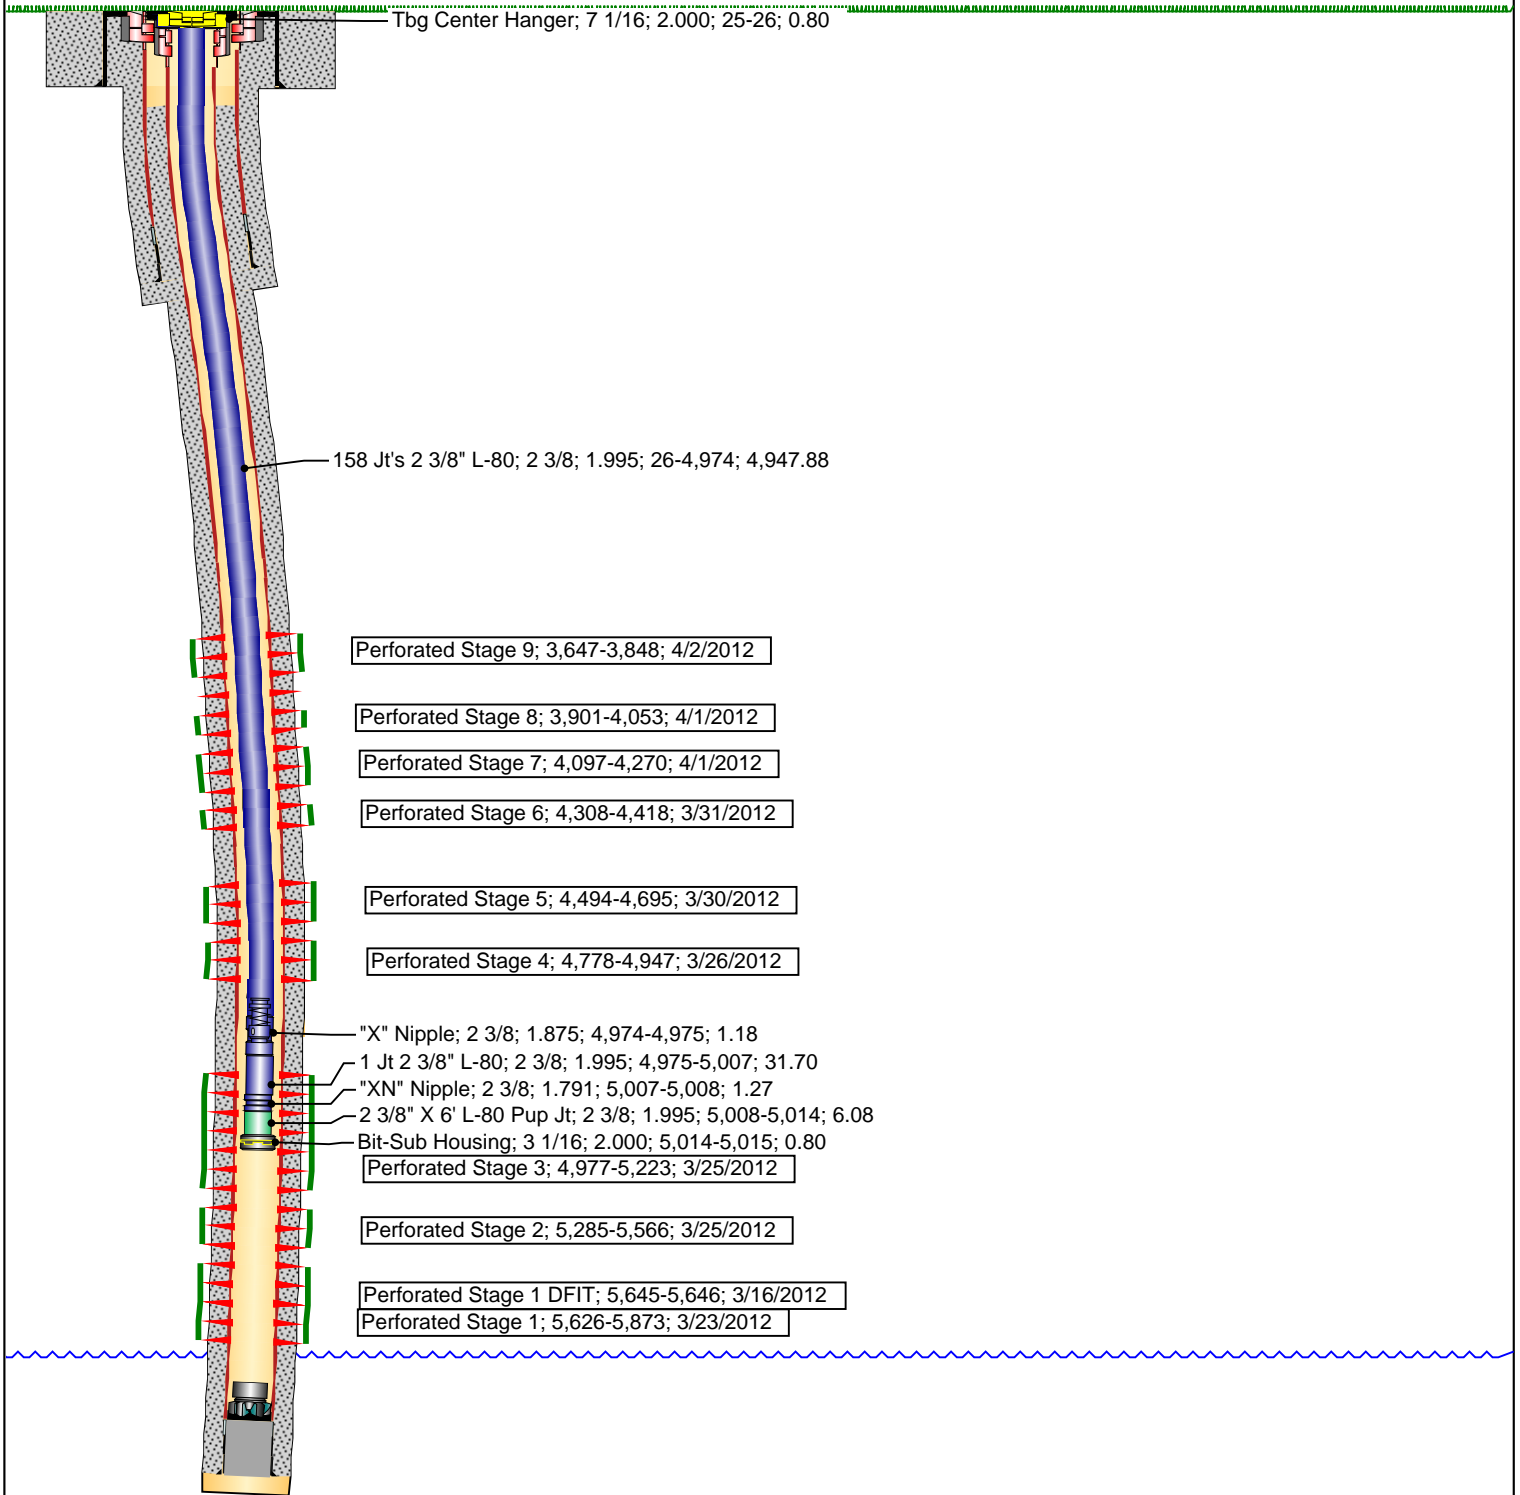 Tbg Center Hanger; 7 1/16; 2.000; 25-26; 0.80
158 Jt's 2 3/8" L-80; 2 3/8; 1.995; 26-4,974; 4,947.88
Perforated Stage 9; 3,647-3,848; 4/2/2012
Perforated Stage 8; 3,901-4,053; 4/1/2012
Perforated Stage 7; 4,097-4,270; 4/1/2012
Perforated Stage 6; 4,308-4,418; 3/31/2012
Perforated Stage 5; 4,494-4,695; 3/30/2012
Perforated Stage 4; 4,778-4,947; 3/26/2012
"X" Nipple; 2 3/8; 1.875; 4,974-4,975; 1.18
1 Jt 2 3/8" L-80; 2 3/8; 1.995; 4,975-5,007; 31.70
"XN" Nipple; 2 3/8; 1.791; 5,007-5,008; 1.27
2 3/8" X 6' L-80 Pup Jt; 2 3/8; 1.995; 5,008-5,014; 6.08
Bit-Sub Housing; 3 1/16; 2.000; 5,014-5,015; 0.80
Perforated Stage 3; 4,977-5,223; 3/25/2012
Perforated Stage 2; 5,285-5,566; 3/25/2012
Perforated Stage 1 DFIT; 5,645-5,646; 3/16/2012
Perforated Stage 1; 5,626-5,873; 3/23/2012